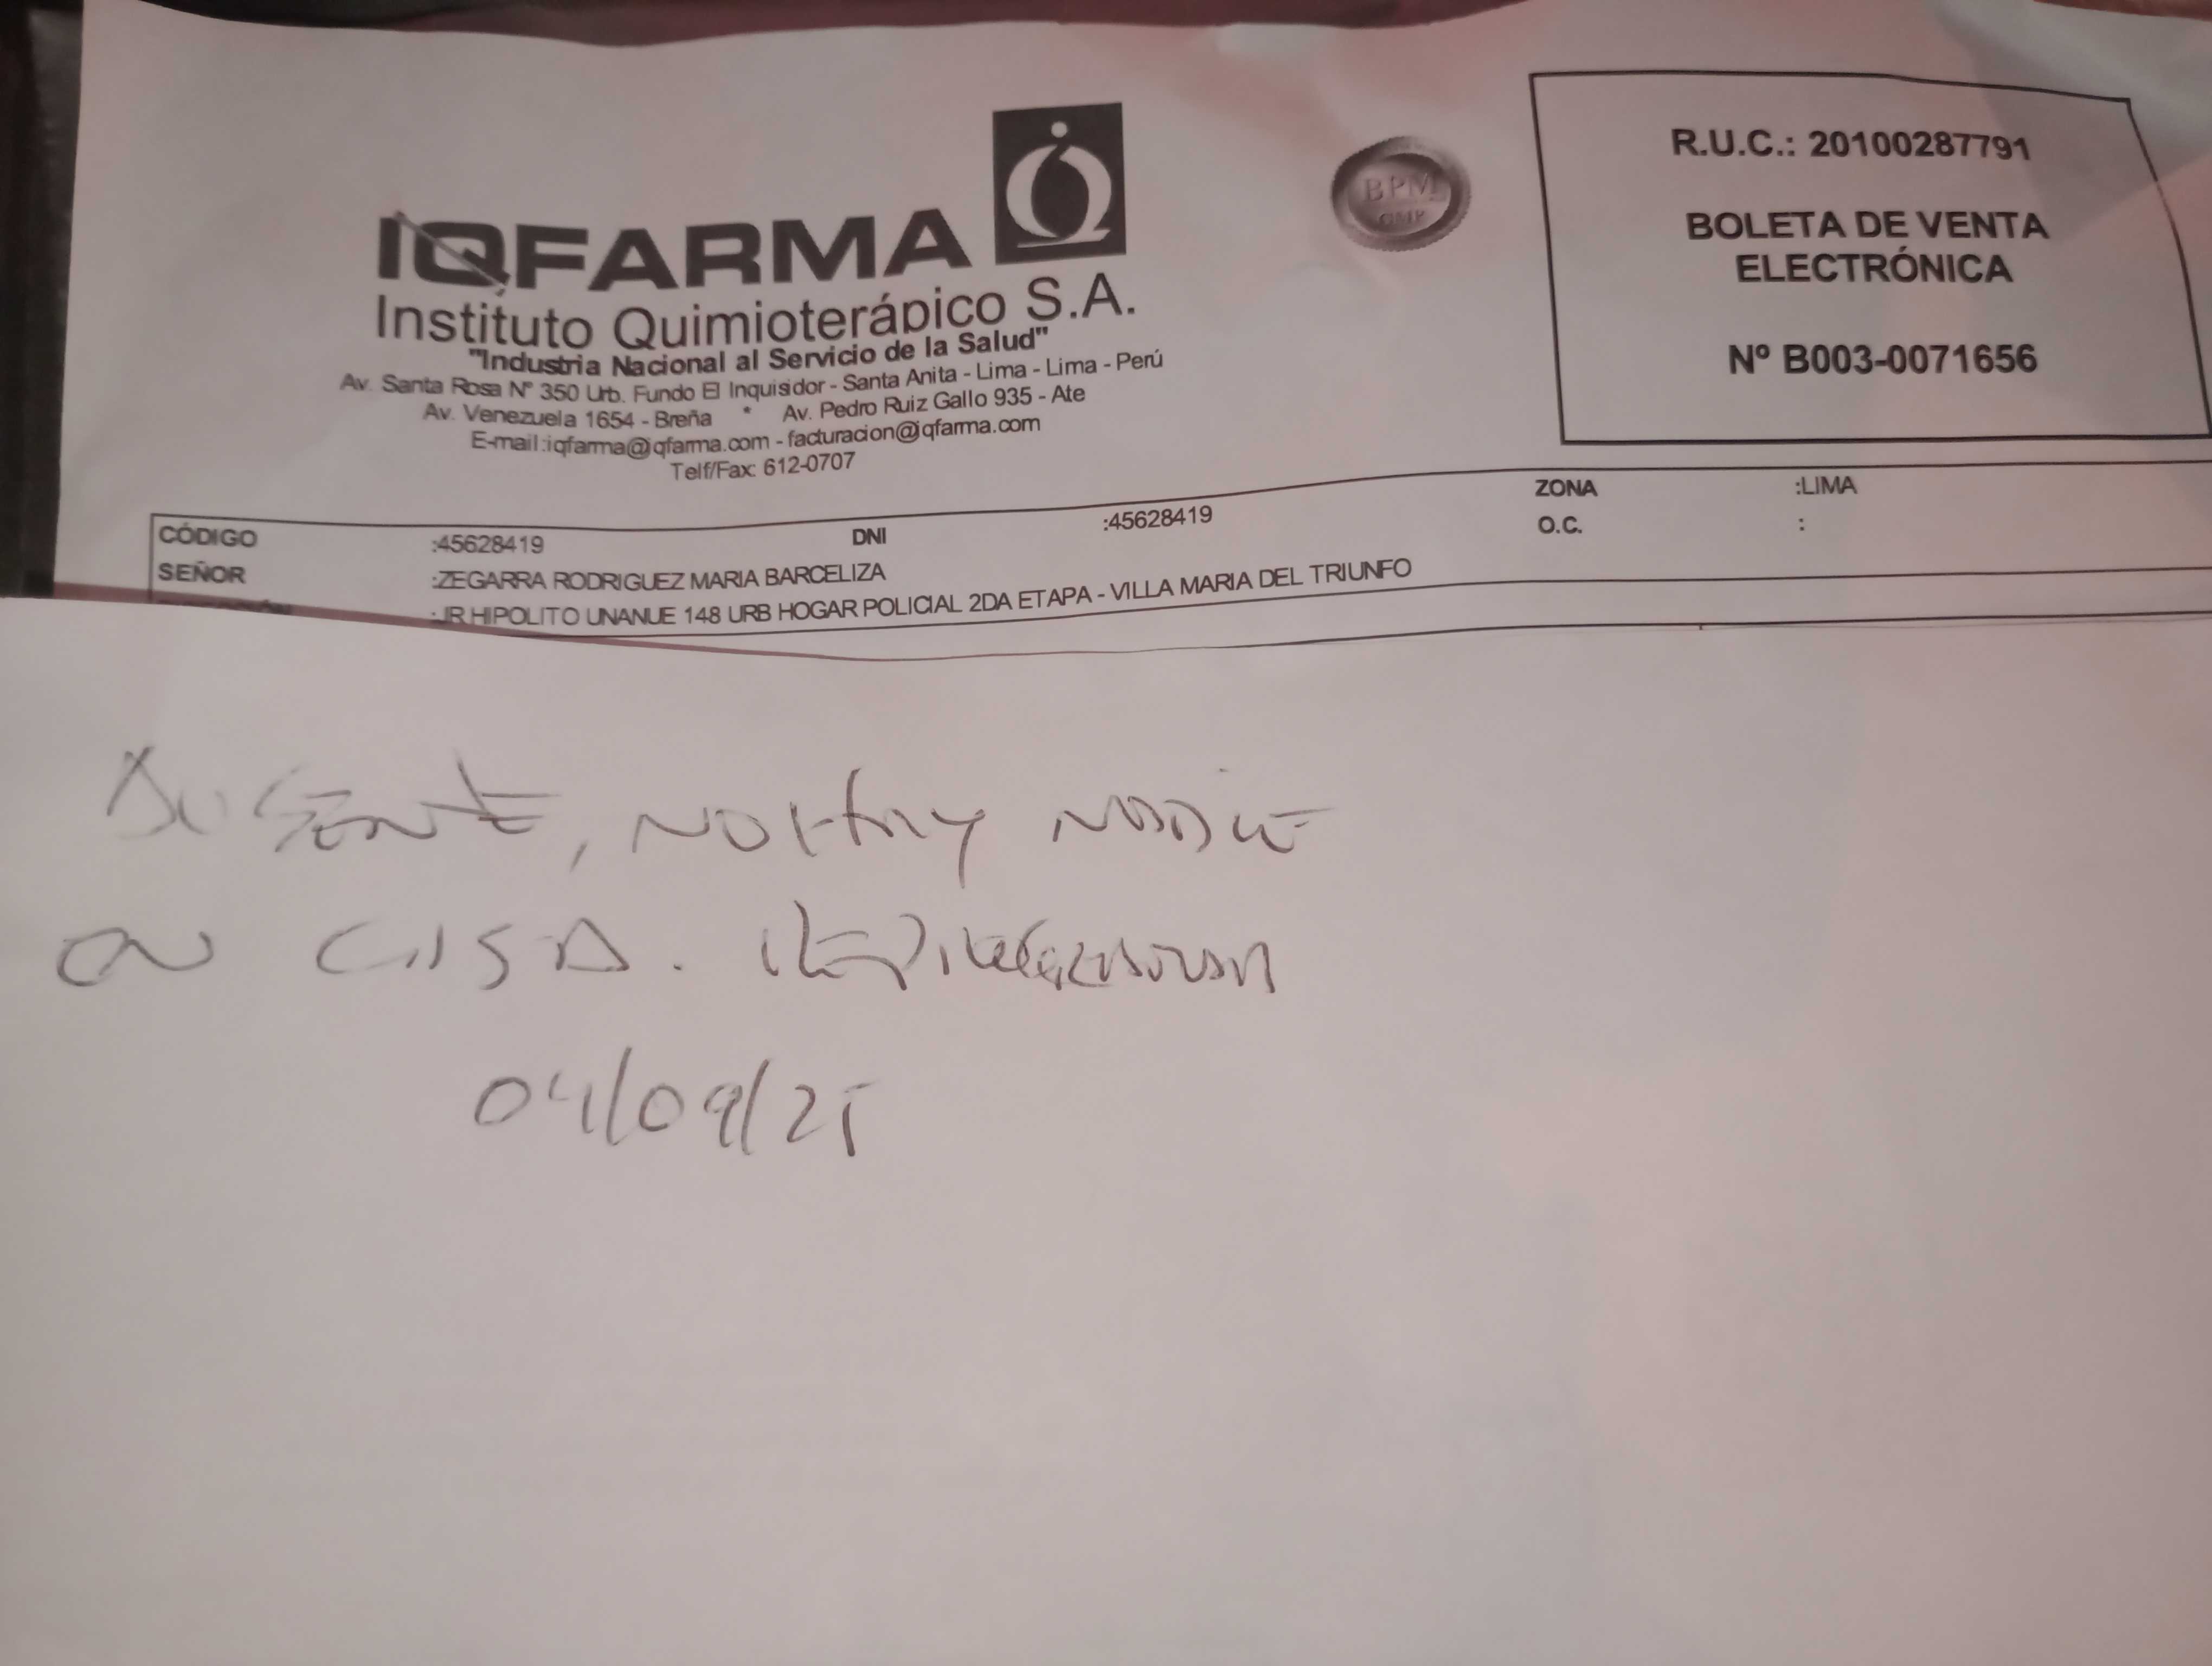 IQFARMA
Instituto Quimioterápico S.A.
"Industria Nacional al Servicio de la Salud"
Av. Santa Rosa N° 350 Urb. Fundo El Inquisidor - Santa Anita - Lima - Lima - Perú
Av. Venezuela 1654 - Breña * Av. Pedro Ruiz Gallo 935 - Ate
E-mail:iqfarma@iqfarma.com - facturacion@iqfarma.com
Telf/Fax: 612-0707
BPM
GMP
R.U.C.: 20100287791
BOLETA DE VENTA
ELECTRÓNICA
Nº B003-0071656
CÓDIGO :45628419 DNI :45628419 ZONA :LIMA
SEÑOR :ZEGARRA RODRIGUEZ MARIA BARCELIZA O.C. :
:JR HIPOLITO UNANUE 148 URB HOGAR POLICIAL 2DA ETAPA - VILLA MARIA DEL TRIUNFO
AUSENTE, NO HAY NADIE
EN CASA.
04/09/25